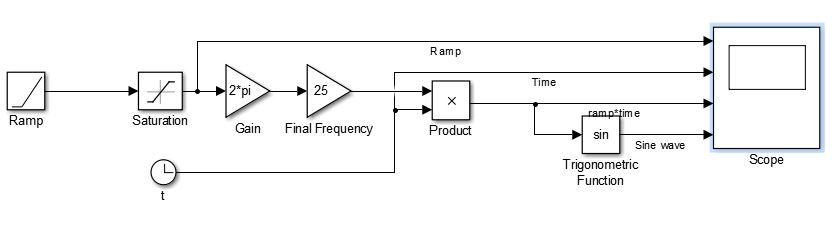 Ramp
Time
2*pi
25
×
Ramp
Saturation
Gain
Final Frequency
Product
ramp*time
sin
Sine wave
Scope
Trigonometric
Function
t